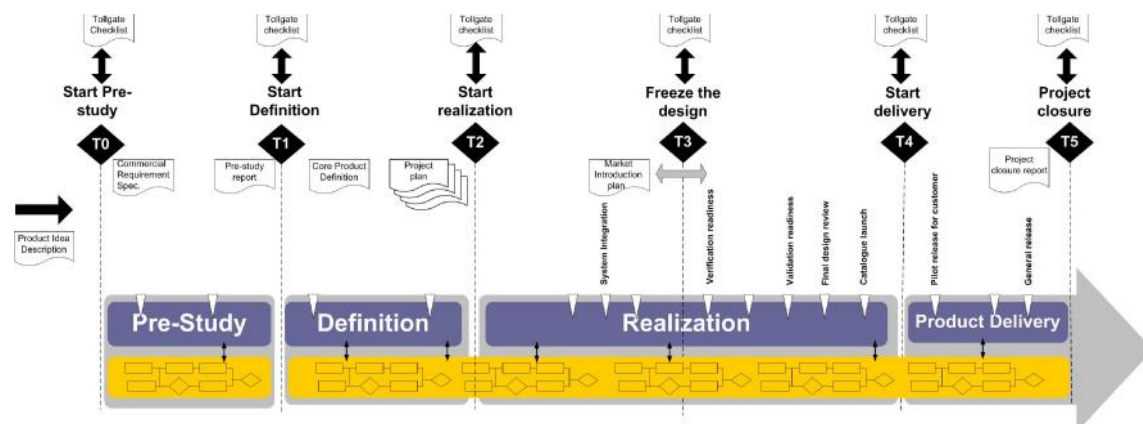 Tollgate
Checklist
Tollgate
checklist
Tollgate
checklist
Tollgate
checklist
Tollgate
checklist
Tollgate
checklist
Start Pre-
study
Start
Definition
Start
realization
Freeze the
design
Start
delivery
Project
closure
T0
T1
T2
T3
T4
T5
Commercial
Requirement
Spec.
Pre-study
report
Core Product
Definition
Project
plan
Market
Introduction
plan
Project
closure report
Product Idea
Description
System Integration
Verification readiness
Validation readiness
Final design review
Catalogue launch
Pilot release for customer
General release
Pre-Study
Definition
Realization
Product Delivery